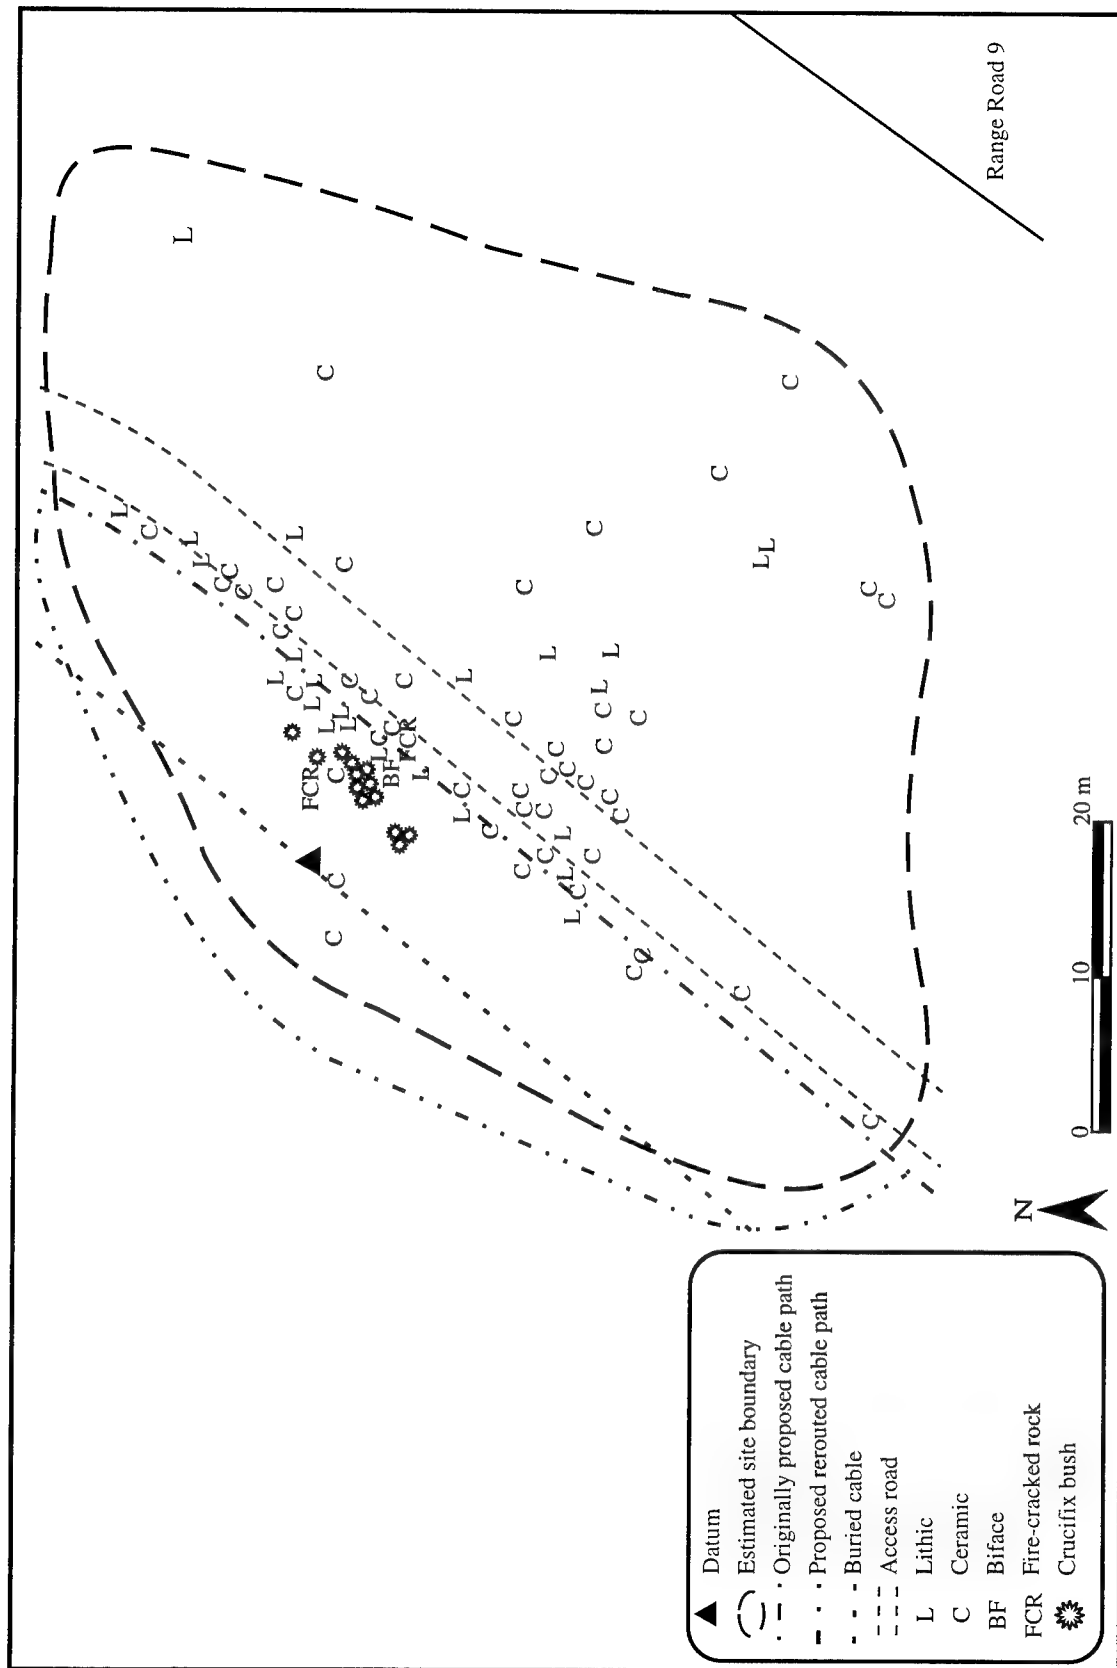 L
C
L
L
L
C C
C
C L
C
C C L L
FCR
L L
C
L
C C C
L C
L C
C
L C
BF C
C
FCR
L
L C
L
C
C
C C C C
C C
C L
C
L
L C
L
C
C
C C
L
C C
C
L
C
C C
C
C
C
L L
C
C C
C
Range Road 9
N
0 10 20 m
Datum
Estimated site boundary
Originally proposed cable path
Proposed rerouted cable path
Buried cable
Access road
L Lithic
C Ceramic
BF Biface
FCR Fire-cracked rock
Crucifix bush